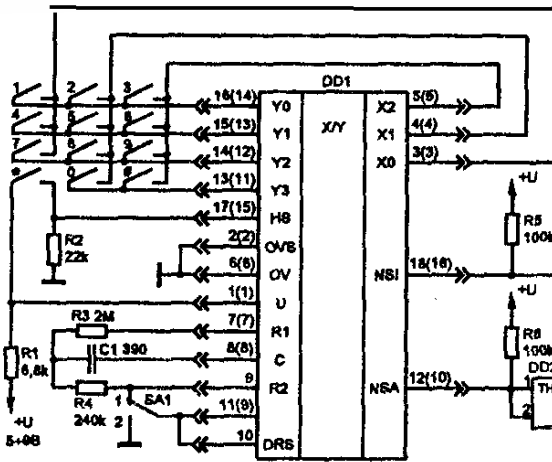 DD1
1 2 3
4 5 6
7 8 9
* 0 #
16(14) Y0
15(13) Y1
14(12) Y2
13(11) Y3
17(15) HS
2(2) OVS
6(6) OV
1(1) U
7(7) R1
8(8) C
9 R2
11(9)
10 DRS
X/Y
X2 5(5)
X1 4(4)
X0 3(3)
NSI 18(16)
NSA 12(10)
R2
22k
R3 2M
C1 390
R1
6,8k
R4
240k
1 SA1
2
+U
5÷9В
+U
R5
100k
+U
R6
100k
DD2
1 TH
2